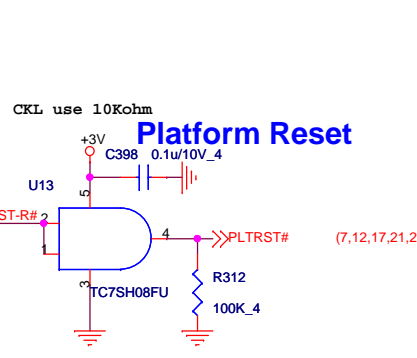 CKL use 10Kohm
Platform Reset
+3V
C398 0.1u/10V_4
U13
5
ST-R# 2
1
4
PLTRST# (7,12,17,21,2
3
TC7SH08FU
R312
100K_4